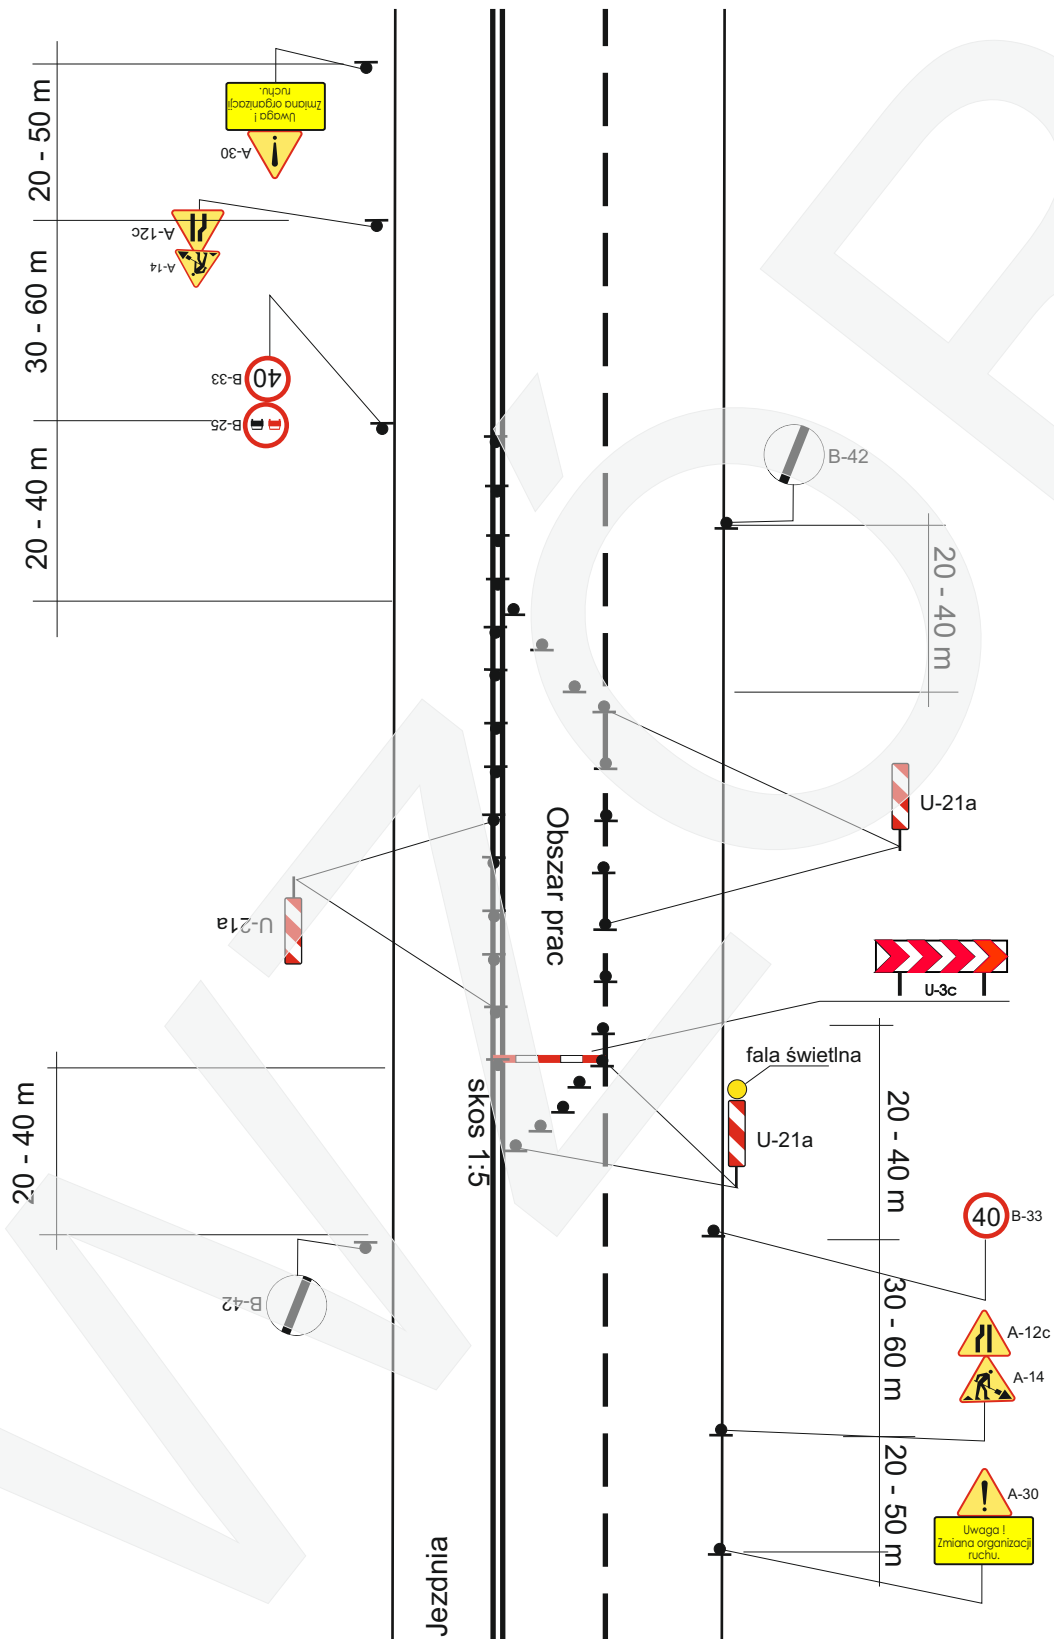 20 - 50 m
Uwaga !
Zmiana organizacji
ruchu.
A-30
A-12c
A-14
30 - 60 m
40
B-33
B-25
20 - 40 m
B-42
20 - 40 m
U-21a
Obszar prac
U-21a
U-3c
fala świetlna
U-21a
skos 1:5
20 - 40 m
20 - 40 m
40
B-33
B-42
30 - 60 m
A-12c
A-14
20 - 50 m
A-30
Uwaga !
Zmiana organizacji
ruchu.
Jezdnia
WZÓR